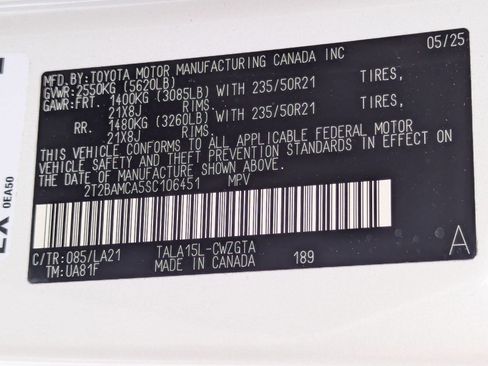 05/25
MFD.BY:TOYOTA MOTOR MANUFACTURING CANADA INC
GVWR:2550KG (5620LB)
GAWR:FRT. 1400KG (3085LB) WITH 235/50R21 TIRES,
21X8J RIMS.
RR. 1480KG (3260LB) WITH 235/50R21 TIRES,
21X8J RIMS.
THIS VEHICLE CONFORMS TO ALL APPLICABLE FEDERAL MOTOR
VEHICLE SAFETY AND THEFT PREVENTION STANDARDS IN EFFECT ON
THE DATE OF MANUFACTURE SHOWN ABOVE.
2T2BAMCA5SC106451 MPV
C/TR:085/LA21 TALA15L-CWZGTA
TM:UA81F MADE IN CANADA 189
A
0EA50